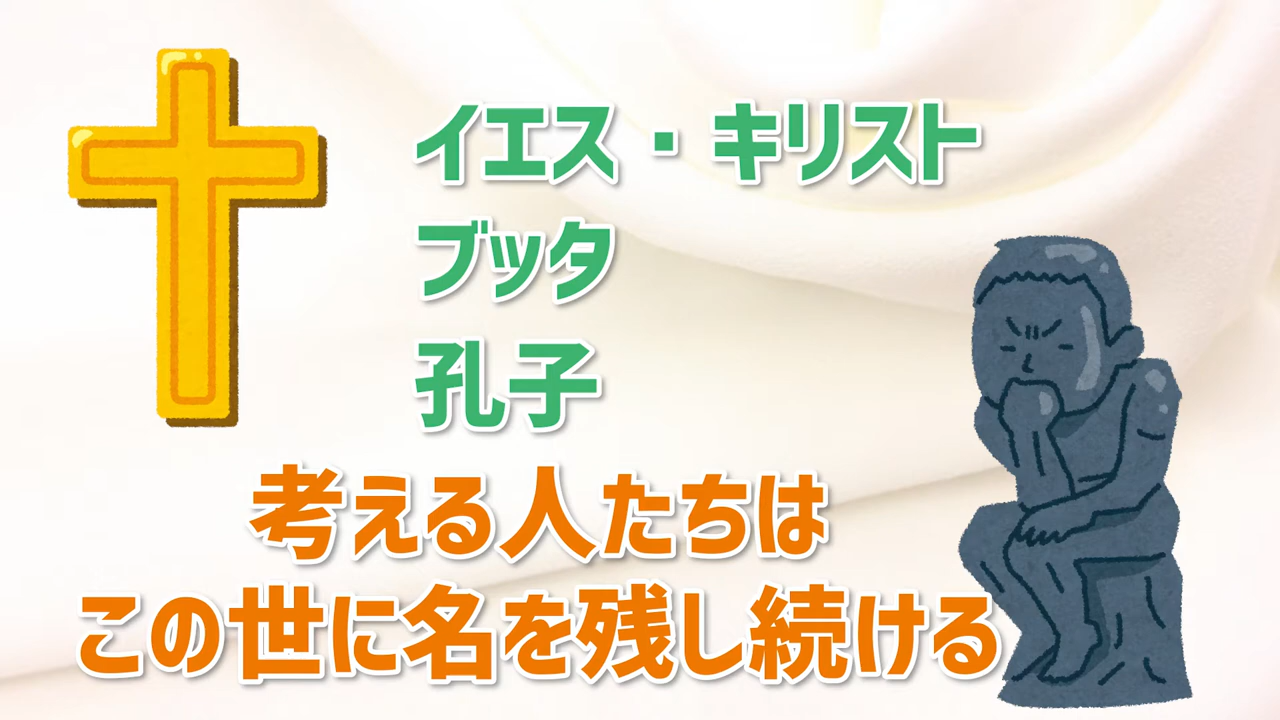 イエス・キリスト
ブッタ
孔子
考える人たちは
この世に名を残し続ける